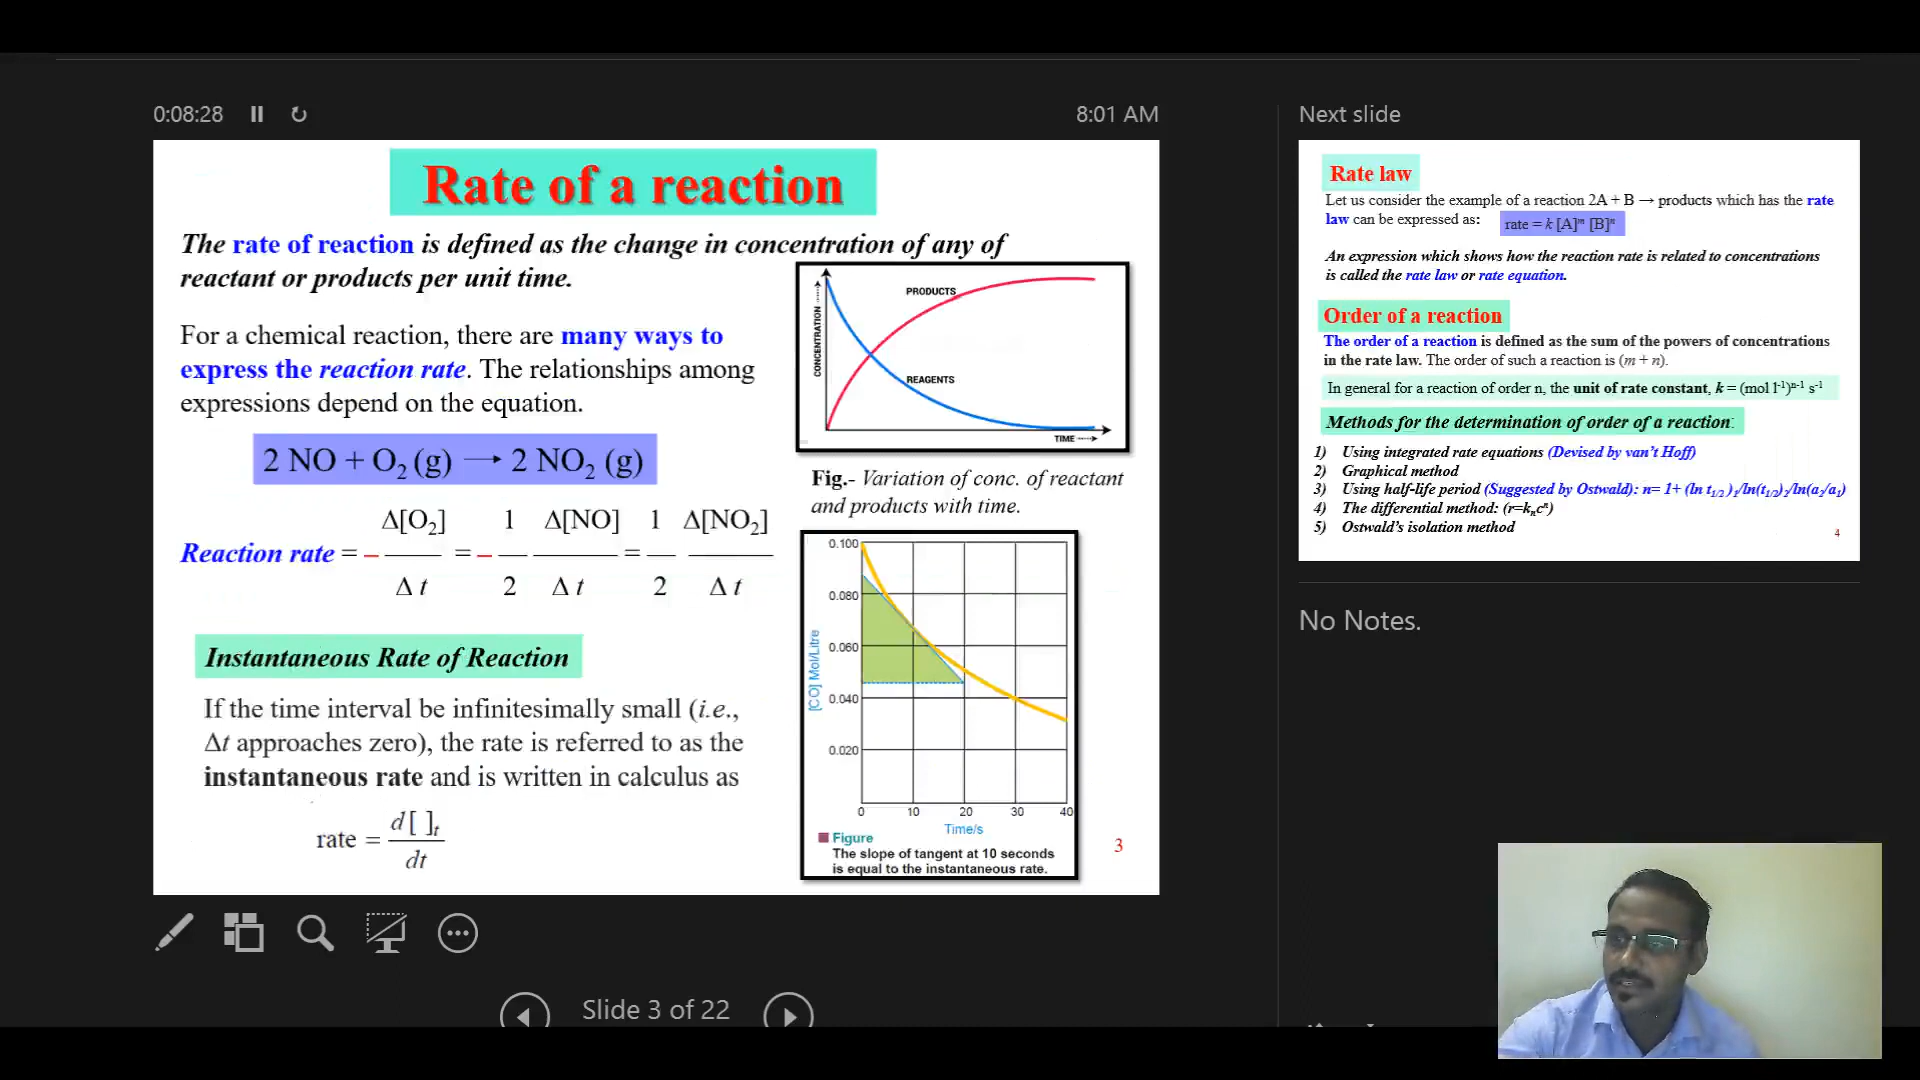 0:08:28
8:01 AM
Next slide
Rate of a reaction
The rate of reaction is defined as the change in concentration of any of
reactant or products per unit time.
For a chemical reaction, there are many ways to
express the reaction rate. The relationships among
expressions depend on the equation.
2 NO + O₂ (g) → 2 NO₂ (g)
Reaction rate = − Δ[O₂] / Δ t = − 1/2 Δ[NO] / Δ t = 1/2 Δ[NO₂] / Δ t
Instantaneous Rate of Reaction
If the time interval be infinitesimally small (i.e.,
Δt approaches zero), the rate is referred to as the
instantaneous rate and is written in calculus as
rate = d[ ]ₜ / dt
CONCENTRATION
PRODUCTS
REAGENTS
TIME
Fig.- Variation of conc. of reactant
and products with time.
0.100
0.080
0.060
0.040
0.020
[CO] Mol/Litre
0 10 20 30 40
Time/s
Figure
The slope of tangent at 10 seconds
is equal to the instantaneous rate.
3
Rate law
Let us consider the example of a reaction 2A + B → products which has the rate
law can be expressed as: rate = k [A]ᵐ [B]ⁿ
An expression which shows how the reaction rate is related to concentrations
is called the rate law or rate equation.
Order of a reaction
The order of a reaction is defined as the sum of the powers of concentrations
in the rate law. The order of such a reaction is (m + n).
In general for a reaction of order n, the unit of rate constant, k = (mol l⁻¹)ⁿ⁻¹ s⁻¹
Methods for the determination of order of a reaction:
1) Using integrated rate equations (Devised by van't Hoff)
2) Graphical method
3) Using half-life period (Suggested by Ostwald): n= 1+ (ln t₁/₂ )₁/ln(t₁/₂)₂/ln(a₂/a₁)
4) The differential method: (r=kₙcⁿ)
5) Ostwald's isolation method
4
No Notes.
Slide 3 of 22